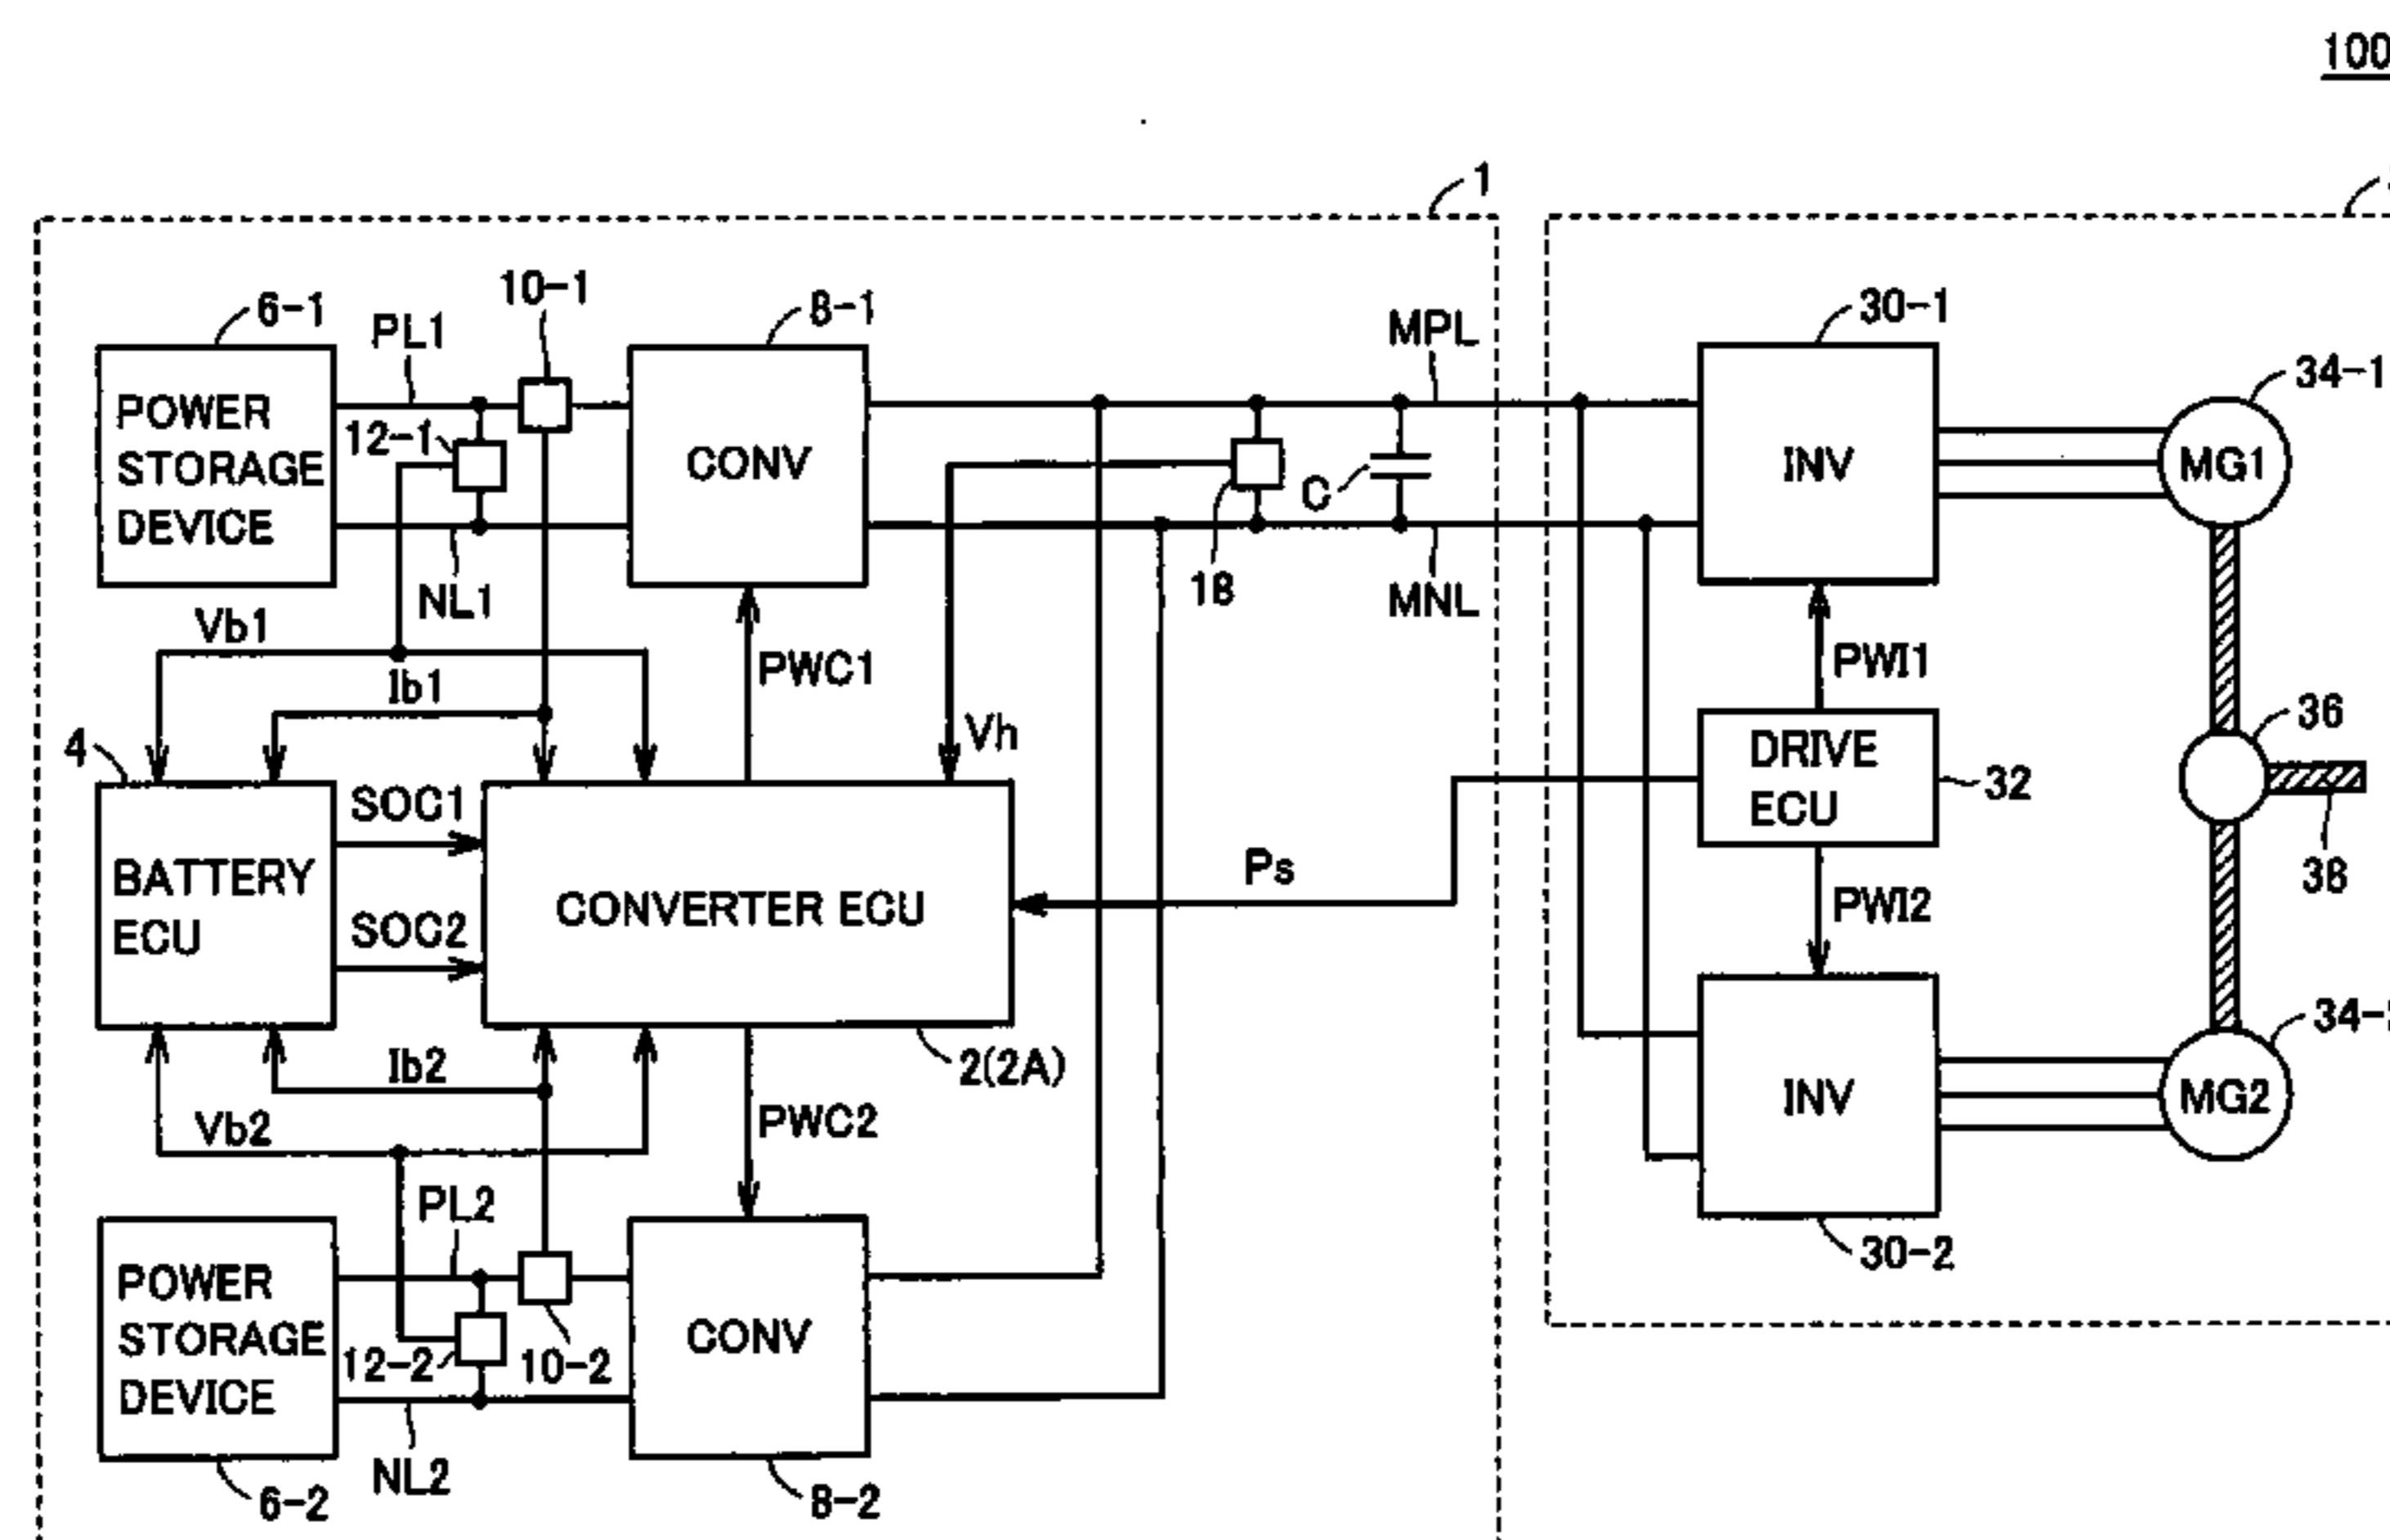 100
1
10-1
6-1
PL1
8-1
MPL
30-1
34-1
POWER
STORAGE
DEVICE
12-1
CONV
C
INV
MG1
NL1
18
MNL
Vb1
Ib1
PWC1
PWI1
4
Vh
36
DRIVE
ECU
32
38
SOC1
BATTERY
ECU
SOC2
CONVERTER ECU
Ps
PWI2
Ib2
2(2A)
Vb2
PWC2
INV
MG2
PL2
POWER
STORAGE
DEVICE
12-2
10-2
CONV
30-2
NL2
6-2
8-2